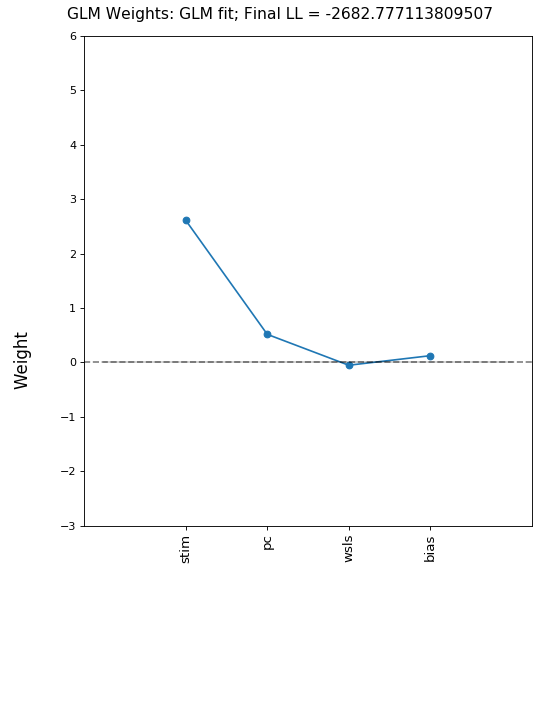 GLM Weights: GLM fit; Final LL = -2682.777113809507
6
5
4
3
2
1
0
−1
−2
−3
Weight
stim
pc
wsls
bias